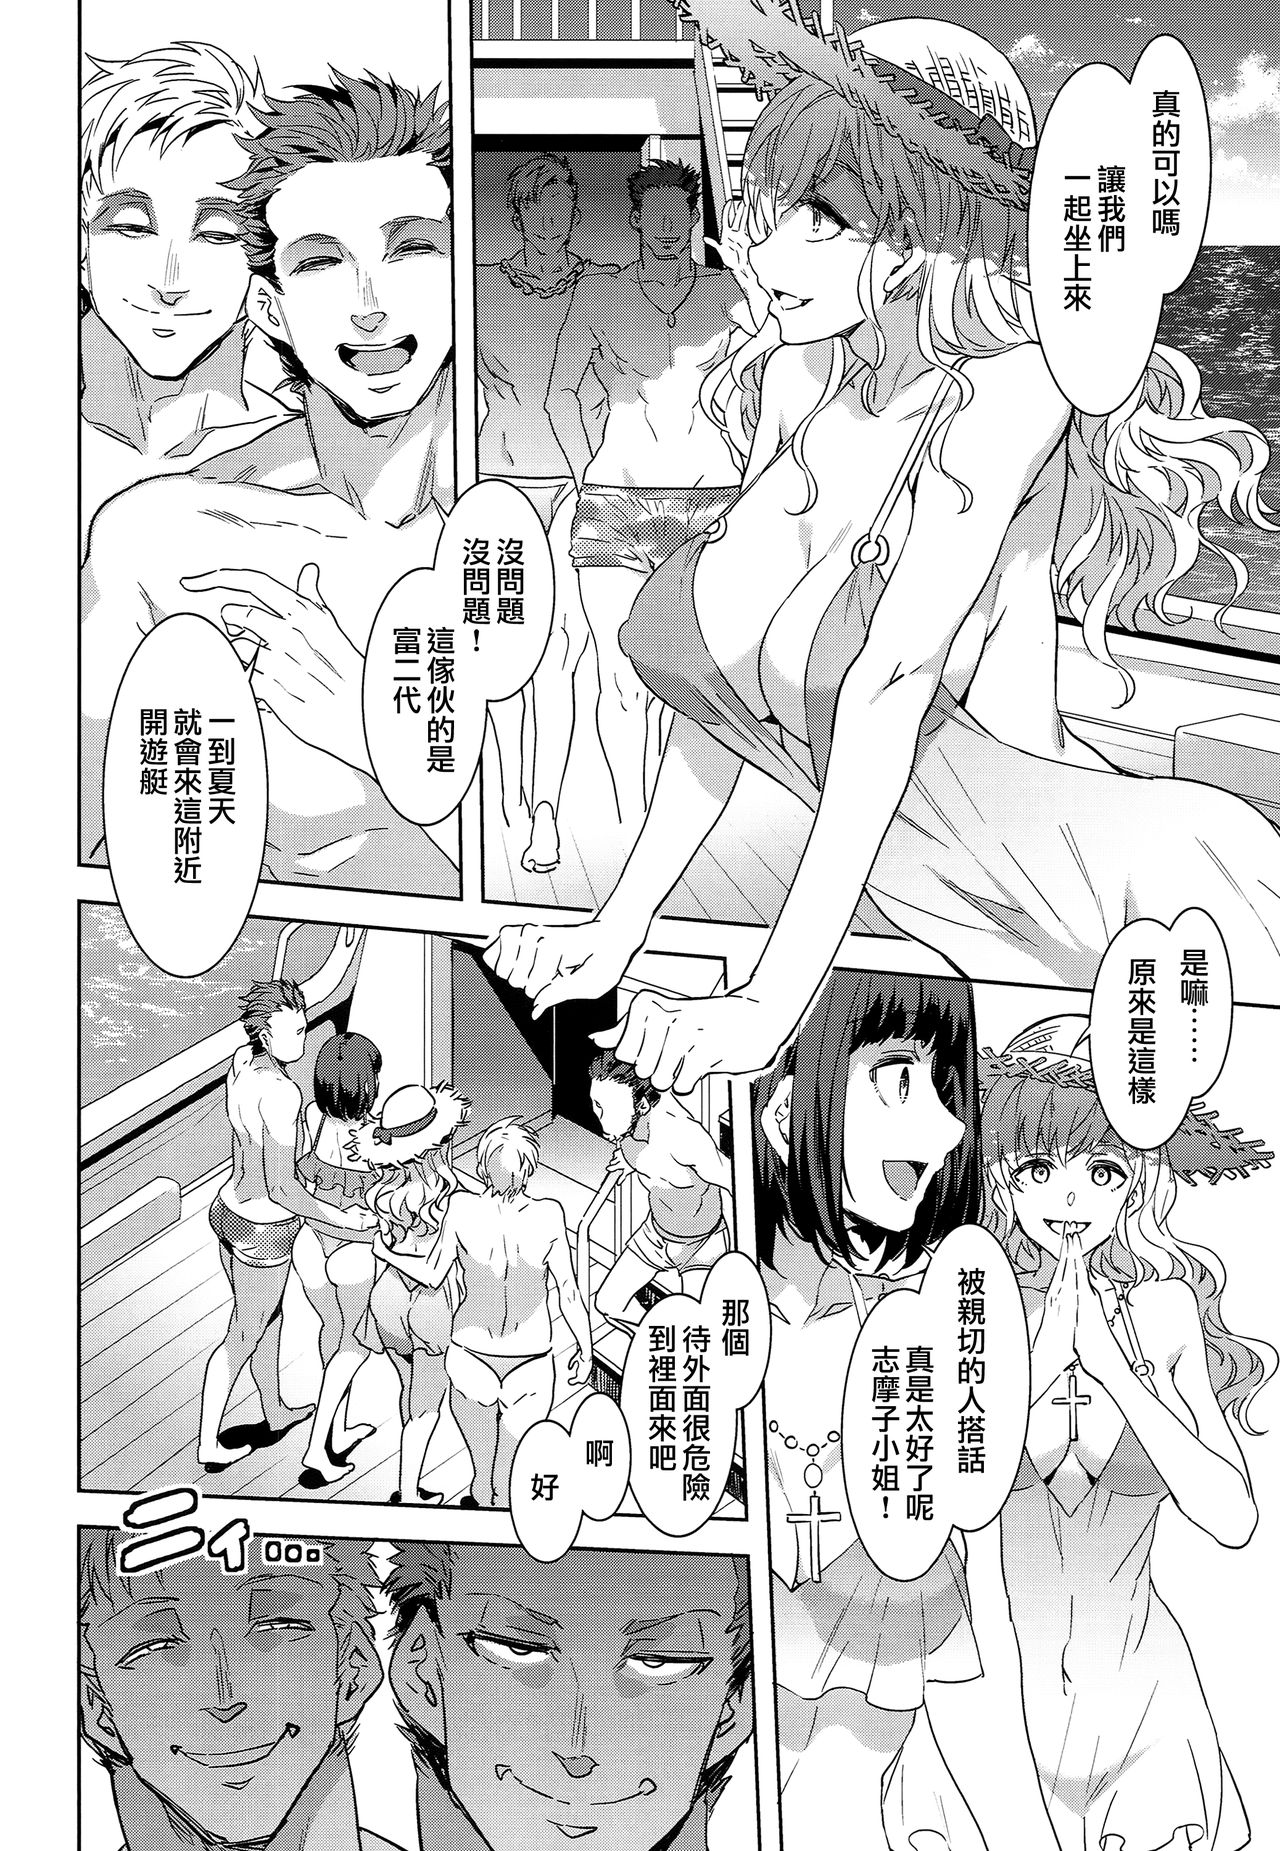 真的可以嗎
讓我們
一起坐上來
沒問題
沒問題！
這傢伙的是
富二代
一到夏天
就會來這附近
開遊艇
是嘛……
原來是這樣
被親切的人搭話
真是太好了呢
志摩子小姐！
那個
待外面很危險
到裡面來吧
啊
好
ニィ…